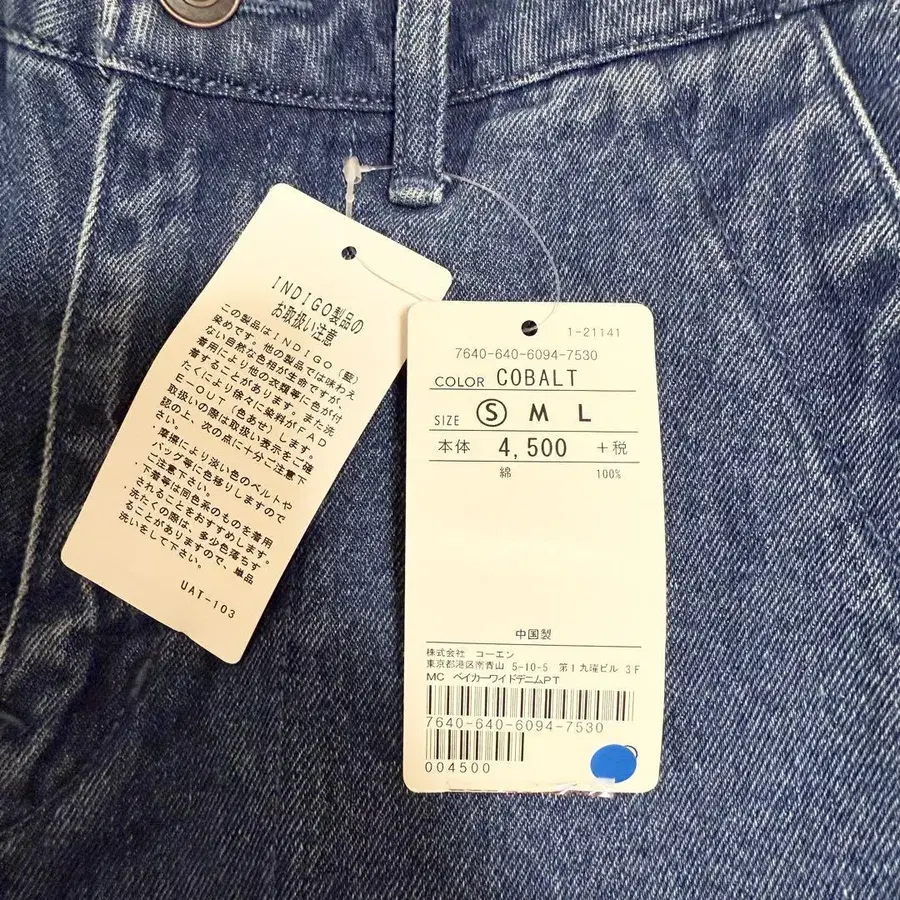 INDIGO製品の
お取扱い注意
この製品はINDIGO(藍)
染めです。他の製品では味わえ
ない自然な色相が生命ですが、
着用により他の衣類等に色が付
着することがあります。また洗
たくにより徐々に染料がFAD
E-OUT(色あせ)します。
取扱いの際は取扱い表示をご確
認の上、次の点に十分ご注意下
さい。
・摩擦により淡い色のベルトや
バッグ等に色移りしますので
ご注意下さい。
・下着等は同色系のものを着用
されることをおすすめします。
・洗たくの際は、多少色落ちす
ることがありますので、単品
洗いをして下さい。
UAT-103
1-21141
7640-640-6094-7530
COLOR COBALT
SIZE Ⓢ M L
本体 4,500 +税
綿 100%
中国製
株式会社 コーエン
東京都港区南青山 5-10-5 第1九曜ビル 3F
MC ベイカーワイドデニムPT
7640-640-6094-7530
004500